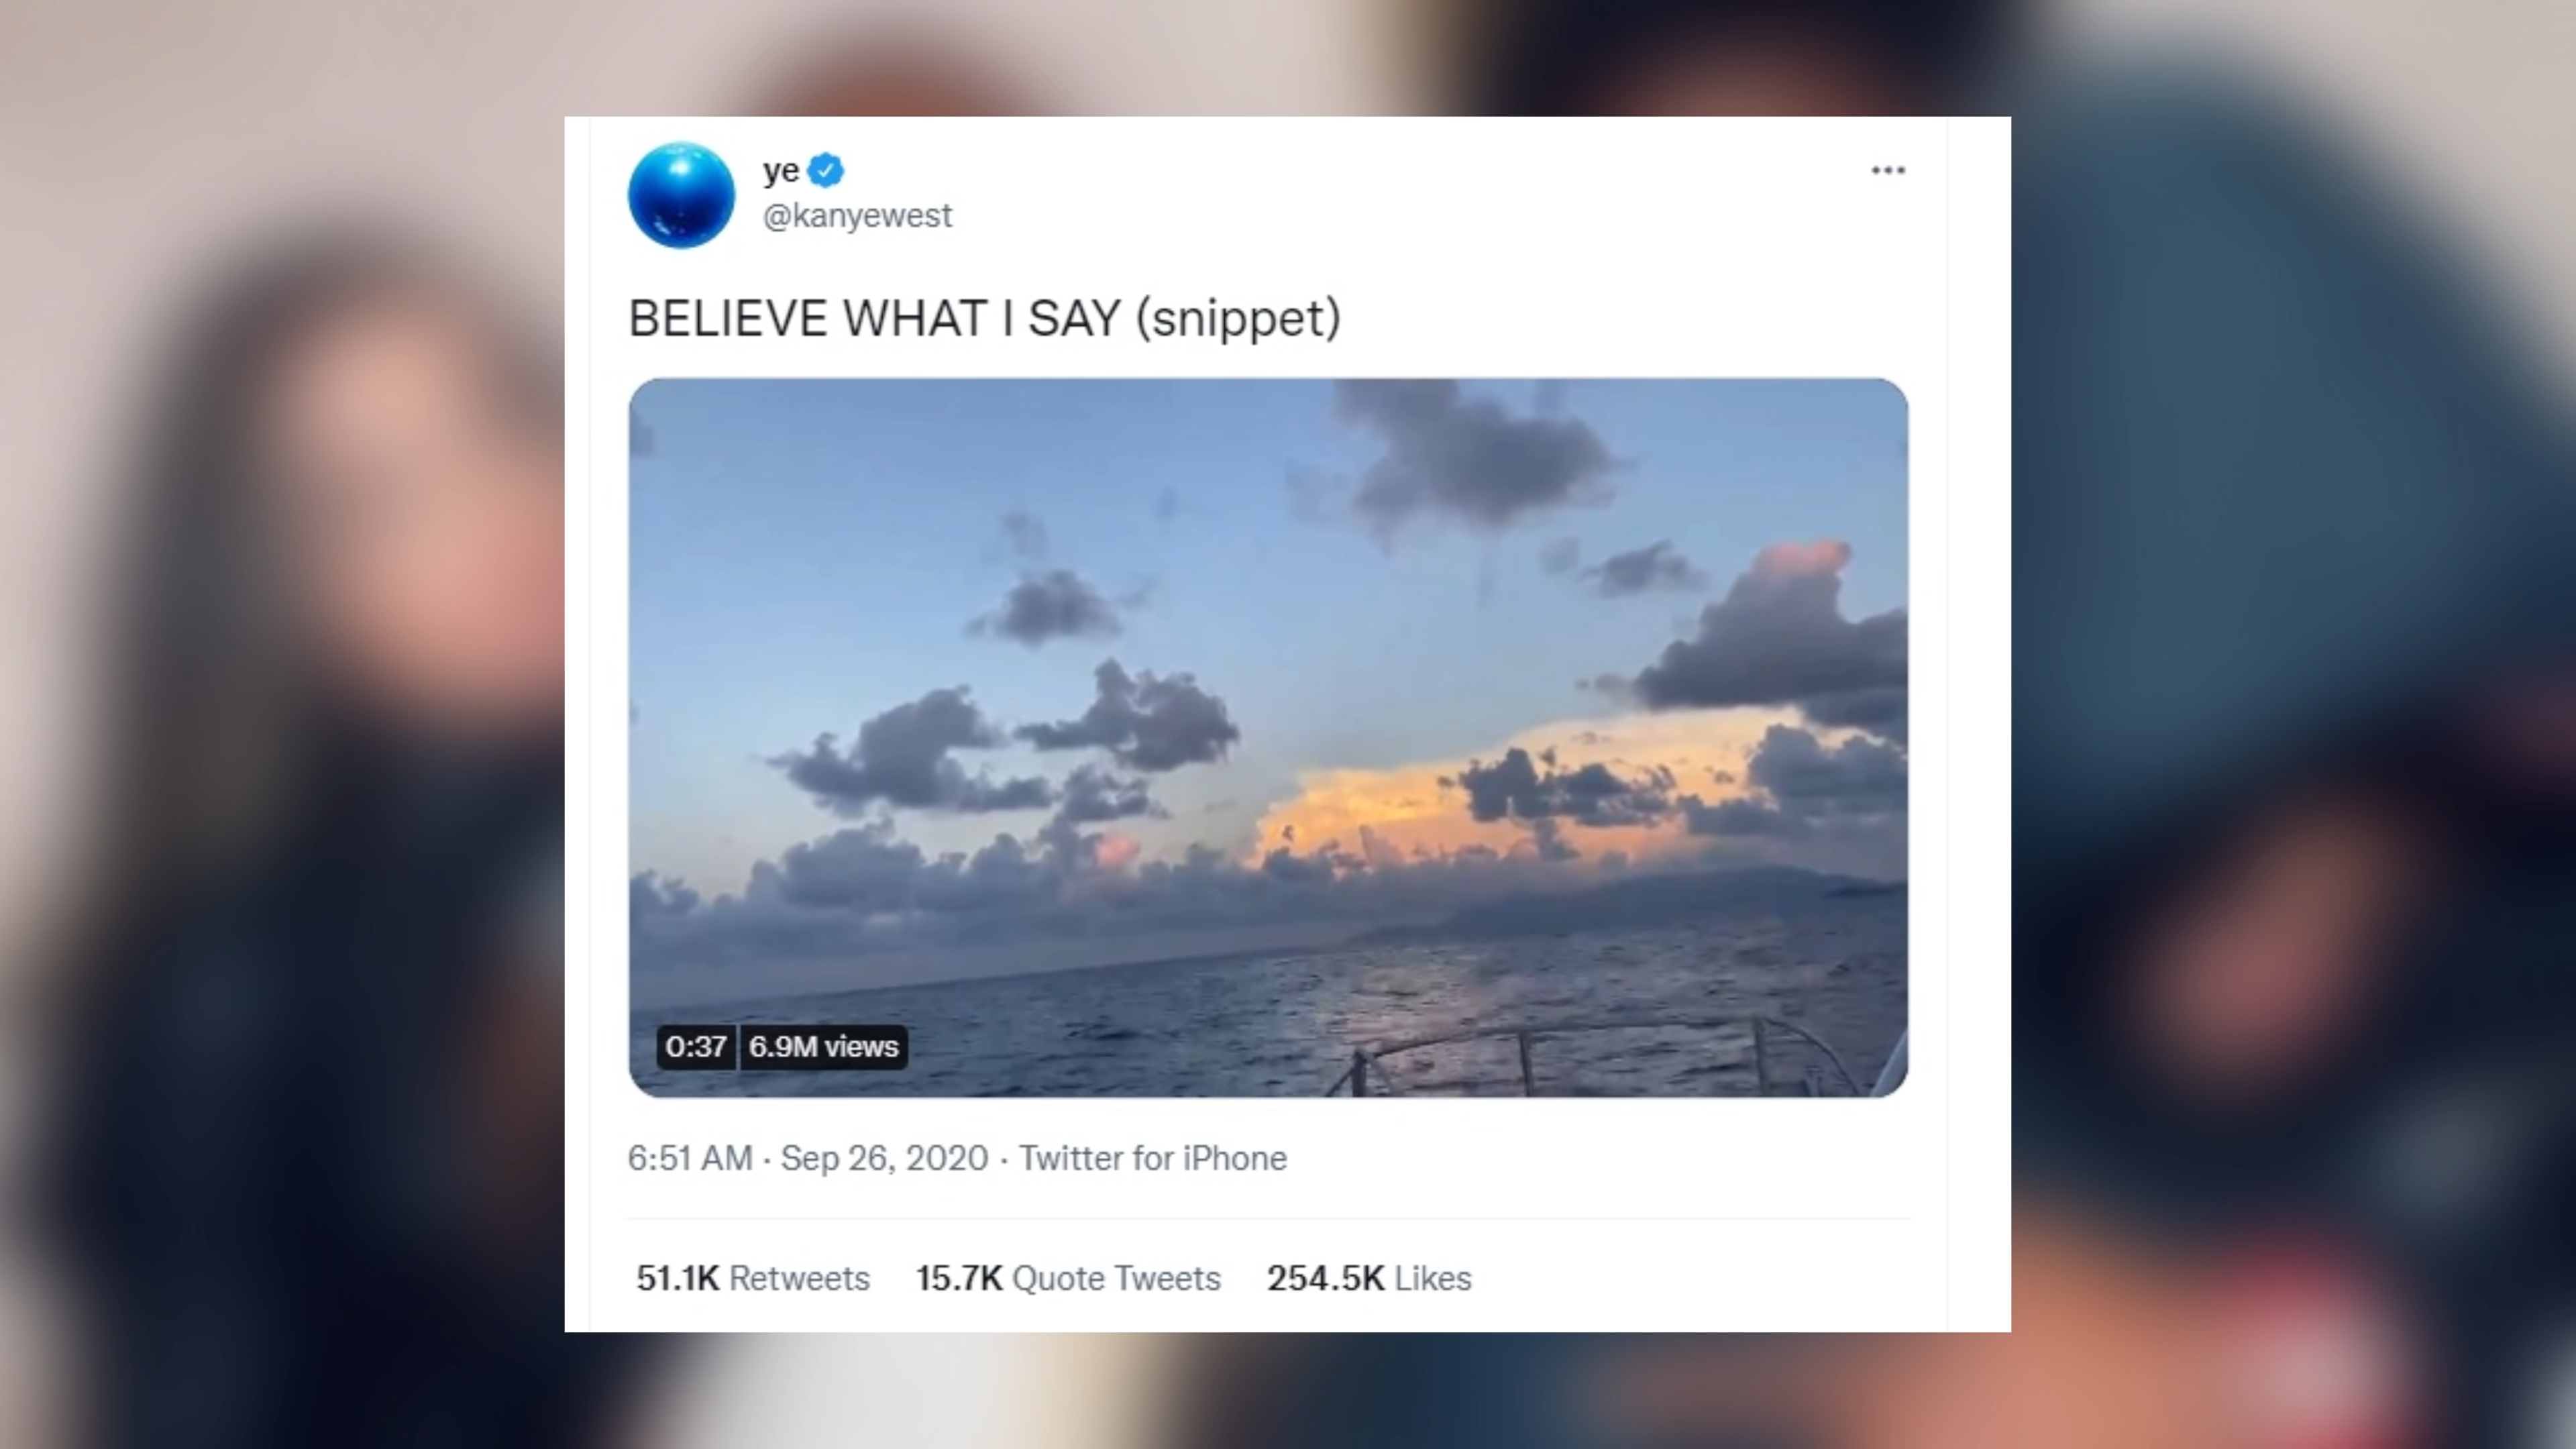 ye
@kanyewest
BELIEVE WHAT I SAY (snippet)
0:37 6.9M views
6:51 AM · Sep 26, 2020 · Twitter for iPhone
51.1K Retweets 15.7K Quote Tweets 254.5K Likes